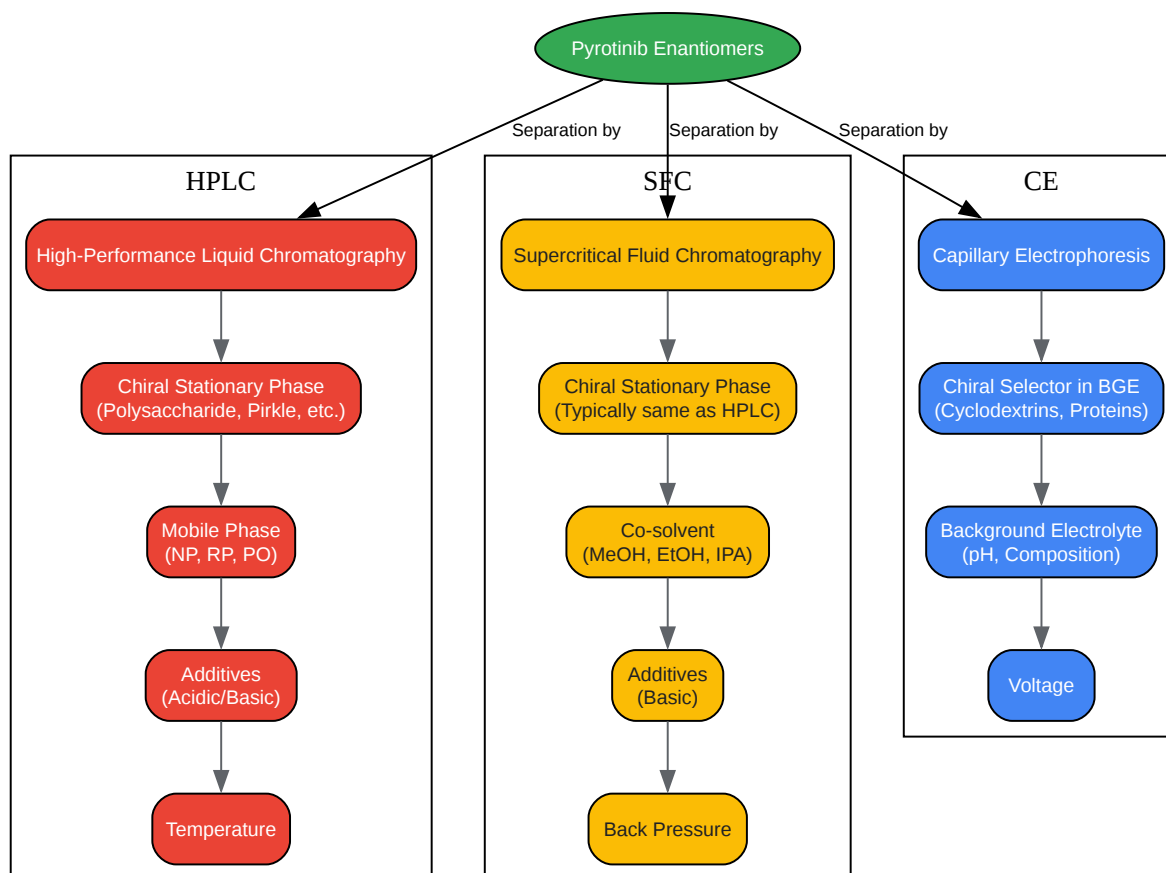 Pyrotinib Enantiomers
Separation by
Separation by
Separation by
HPLC
High-Performance Liquid Chromatography
Chiral Stationary Phase
(Polysaccharide, Pirkle, etc.)
Mobile Phase
(NP, RP, PO)
Additives
(Acidic/Basic)
Temperature
SFC
Supercritical Fluid Chromatography
Chiral Stationary Phase
(Typically same as HPLC)
Co-solvent
(MeOH, EtOH, IPA)
Additives
(Basic)
Back Pressure
CE
Capillary Electrophoresis
Chiral Selector in BGE
(Cyclodextrins, Proteins)
Background Electrolyte
(pH, Composition)
Voltage